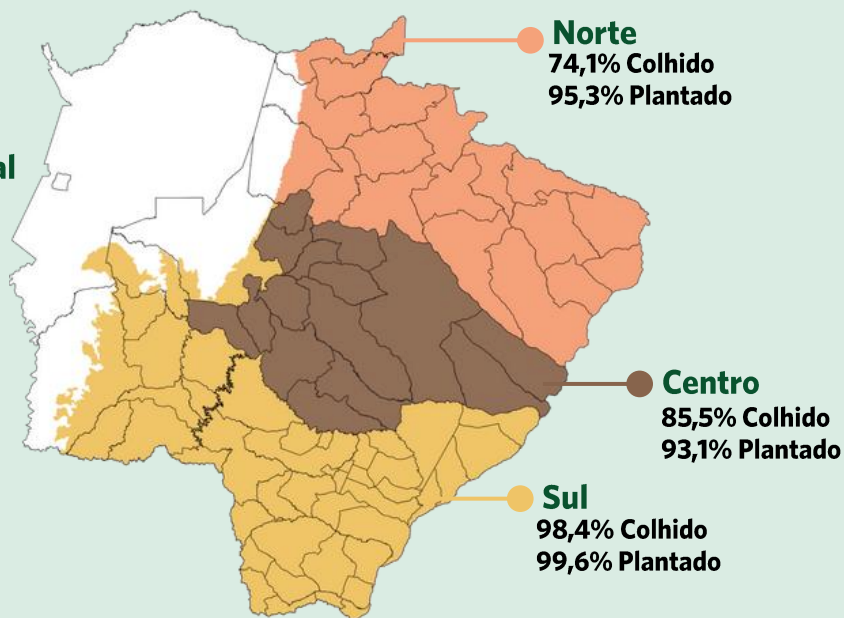 Norte
74,1% Colhido
95,3% Plantado
al
Centro
85,5% Colhido
93,1% Plantado
Sul
98,4% Colhido
99,6% Plantado